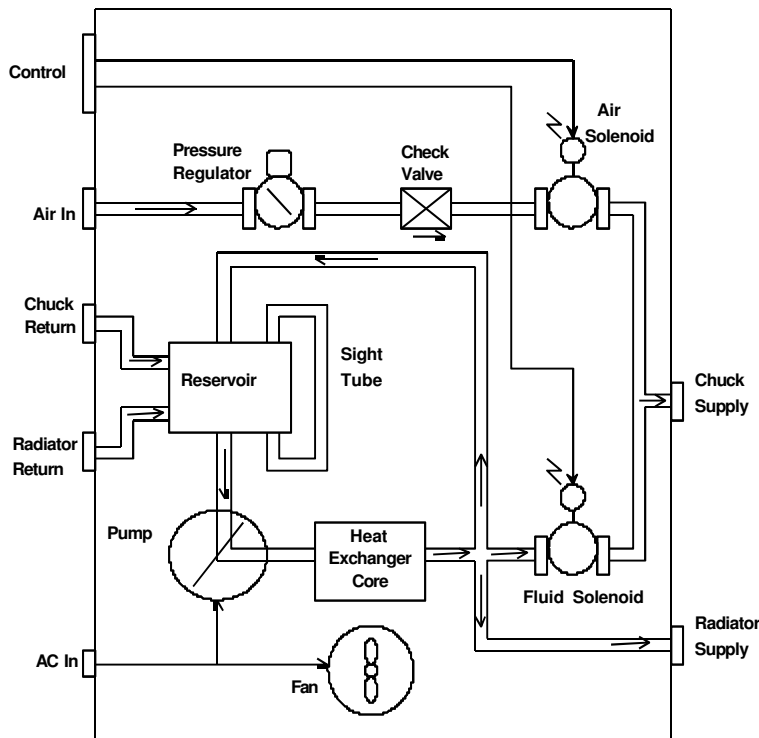 Control
Air
Solenoid
Pressure
Regulator
Check
Valve
Air In
Chuck
Return
Reservoir
Sight
Tube
Chuck
Supply
Radiator
Return
Pump
Heat
Exchanger
Core
Fluid Solenoid
Radiator
Supply
AC In
Fan